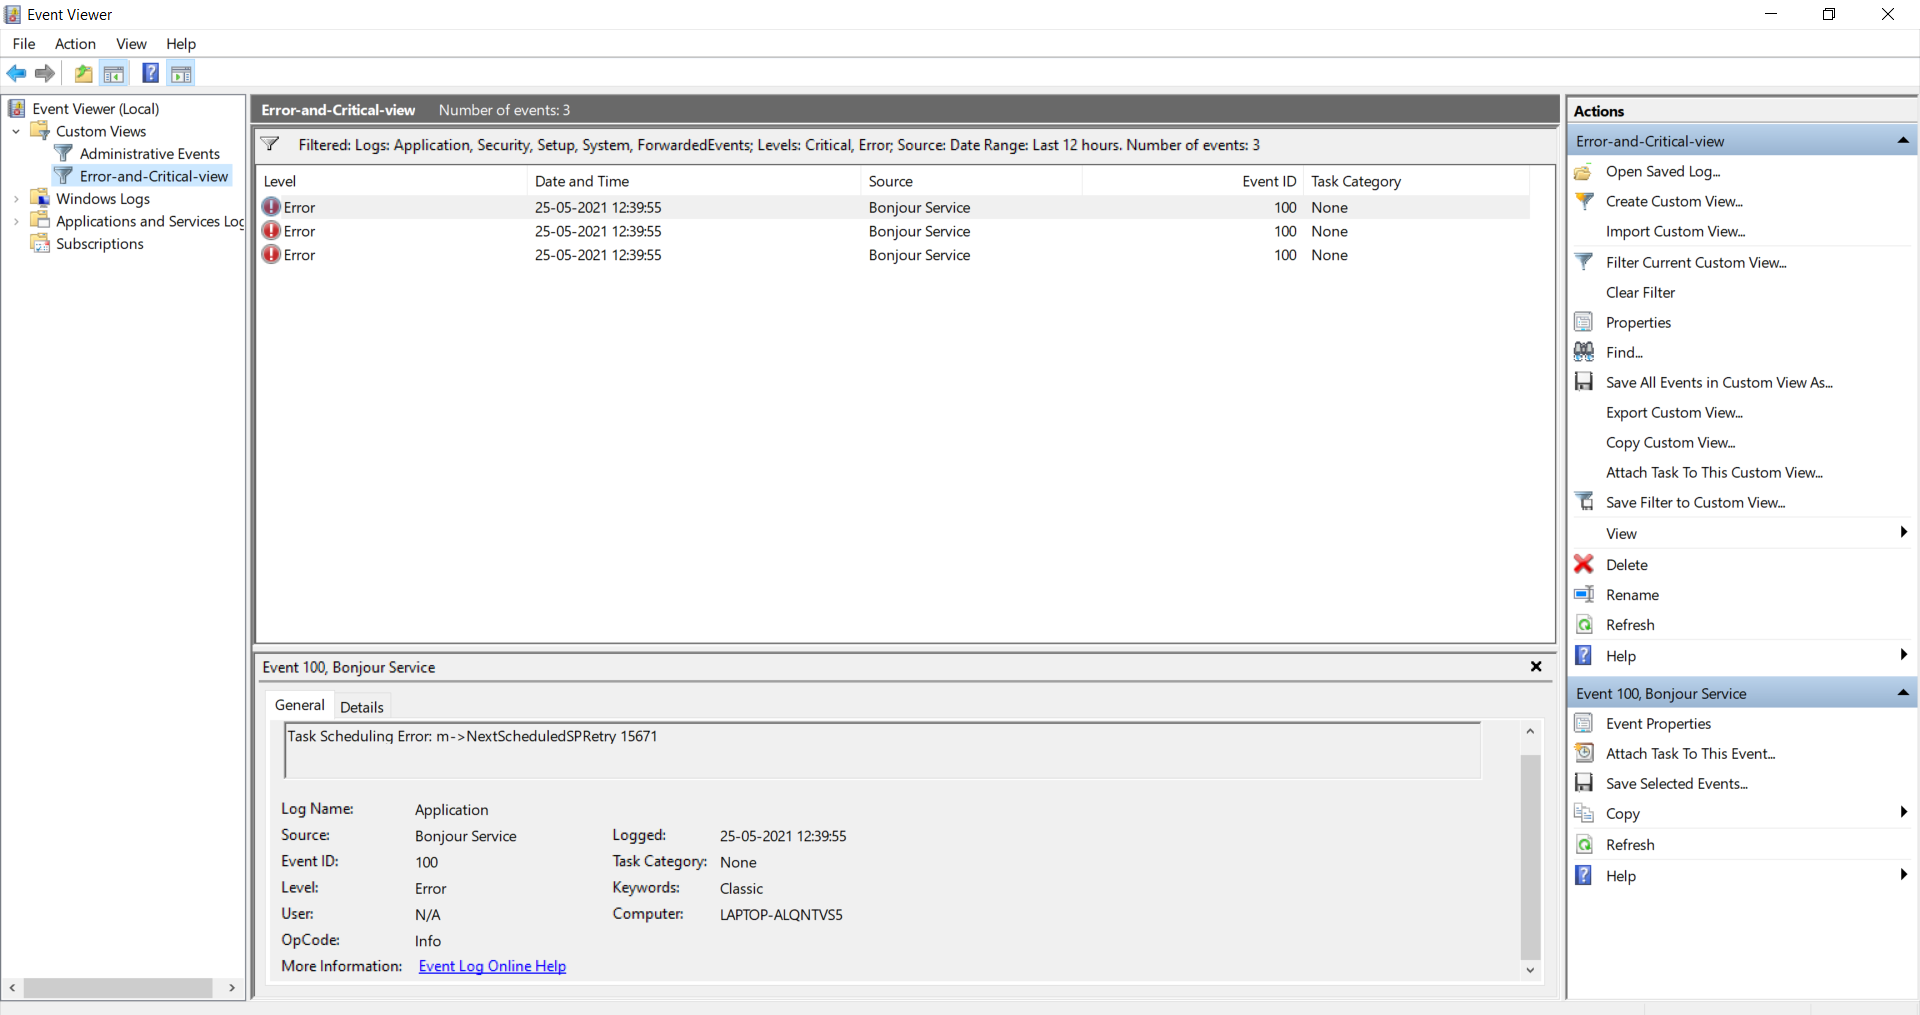 Event Viewer
File Action View Help
Event Viewer (Local)
Custom Views
Administrative Events
Error-and-Critical-view
Windows Logs
Applications and Services Log
Subscriptions
Error-and-Critical-view Number of events: 3
Filtered: Logs: Application, Security, Setup, System, ForwardedEvents; Levels: Critical, Error; Source: Date Range: Last 12 hours. Number of events: 3
Level Date and Time Source Event ID Task Category
Error 25-05-2021 12:39:55 Bonjour Service 100 None
Error 25-05-2021 12:39:55 Bonjour Service 100 None
Error 25-05-2021 12:39:55 Bonjour Service 100 None
Event 100, Bonjour Service
General Details
Task Scheduling Error: m->NextScheduledSPRetry 15671
Log Name: Application
Source: Bonjour Service Logged: 25-05-2021 12:39:55
Event ID: 100 Task Category: None
Level: Error Keywords: Classic
User: N/A Computer: LAPTOP-ALQNTVS5
OpCode: Info
More Information: Event Log Online Help
Actions
Error-and-Critical-view
Open Saved Log...
Create Custom View...
Import Custom View...
Filter Current Custom View...
Clear Filter
Properties
Find...
Save All Events in Custom View As...
Export Custom View...
Copy Custom View...
Attach Task To This Custom View...
Save Filter to Custom View...
View
Delete
Rename
Refresh
Help
Event 100, Bonjour Service
Event Properties
Attach Task To This Event...
Save Selected Events...
Copy
Refresh
Help